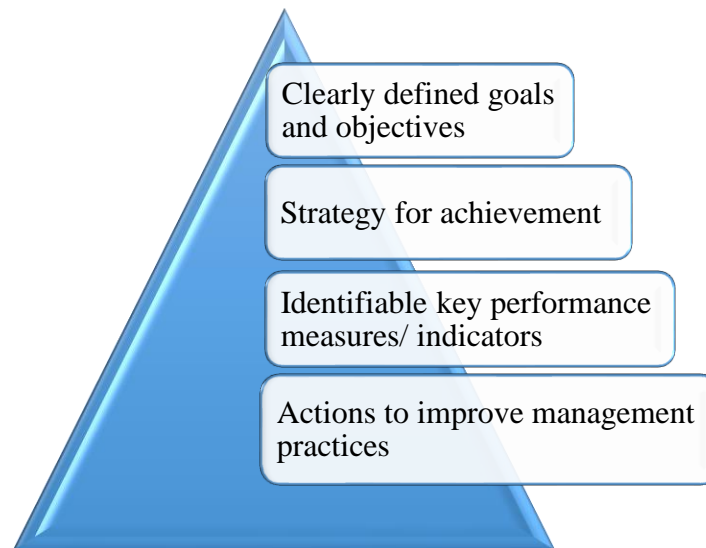 Clearly defined goals
and objectives
Strategy for achievement
Identifiable key performance
measures/ indicators
Actions to improve management
practices